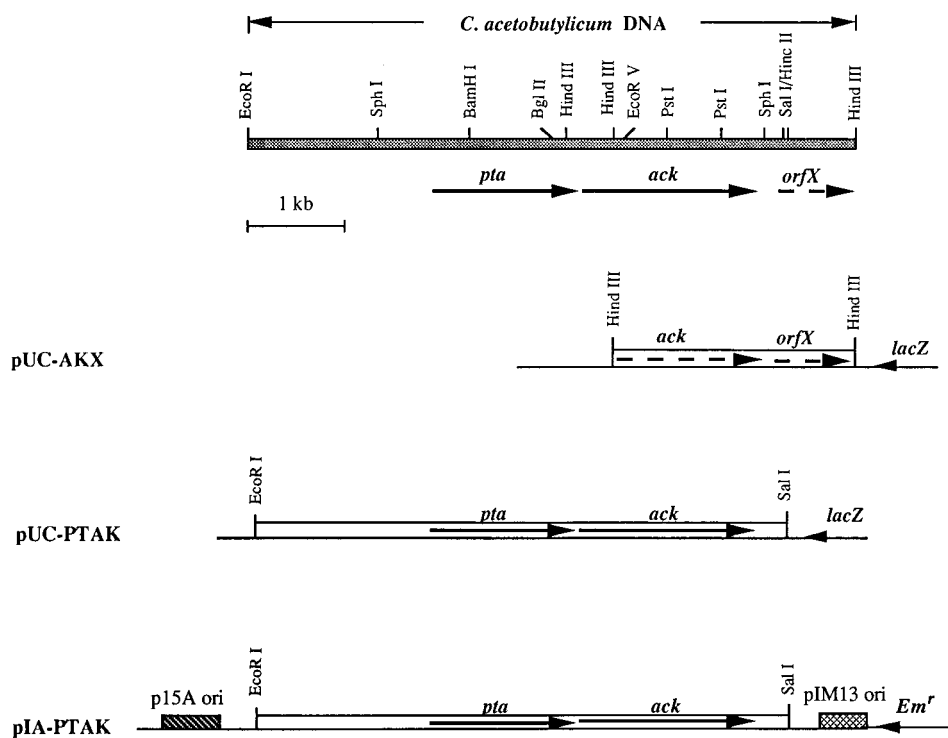 C. acetobutylicum DNA
EcoR I
Sph I
BamH I
Bgl II
Hind III
Hind III
EcoR V
Pst I
Pst I
Sph I
Sal I/Hinc II
Hind III
pta
ack
orfX
1 kb
Hind III
Hind III
pUC-AKX
ack
orfX
lacZ
EcoR I
Sal I
pUC-PTAK
pta
ack
lacZ
p15A ori
EcoR I
Sal I
pIM13 ori
pIA-PTAK
pta
ack
Emʳ